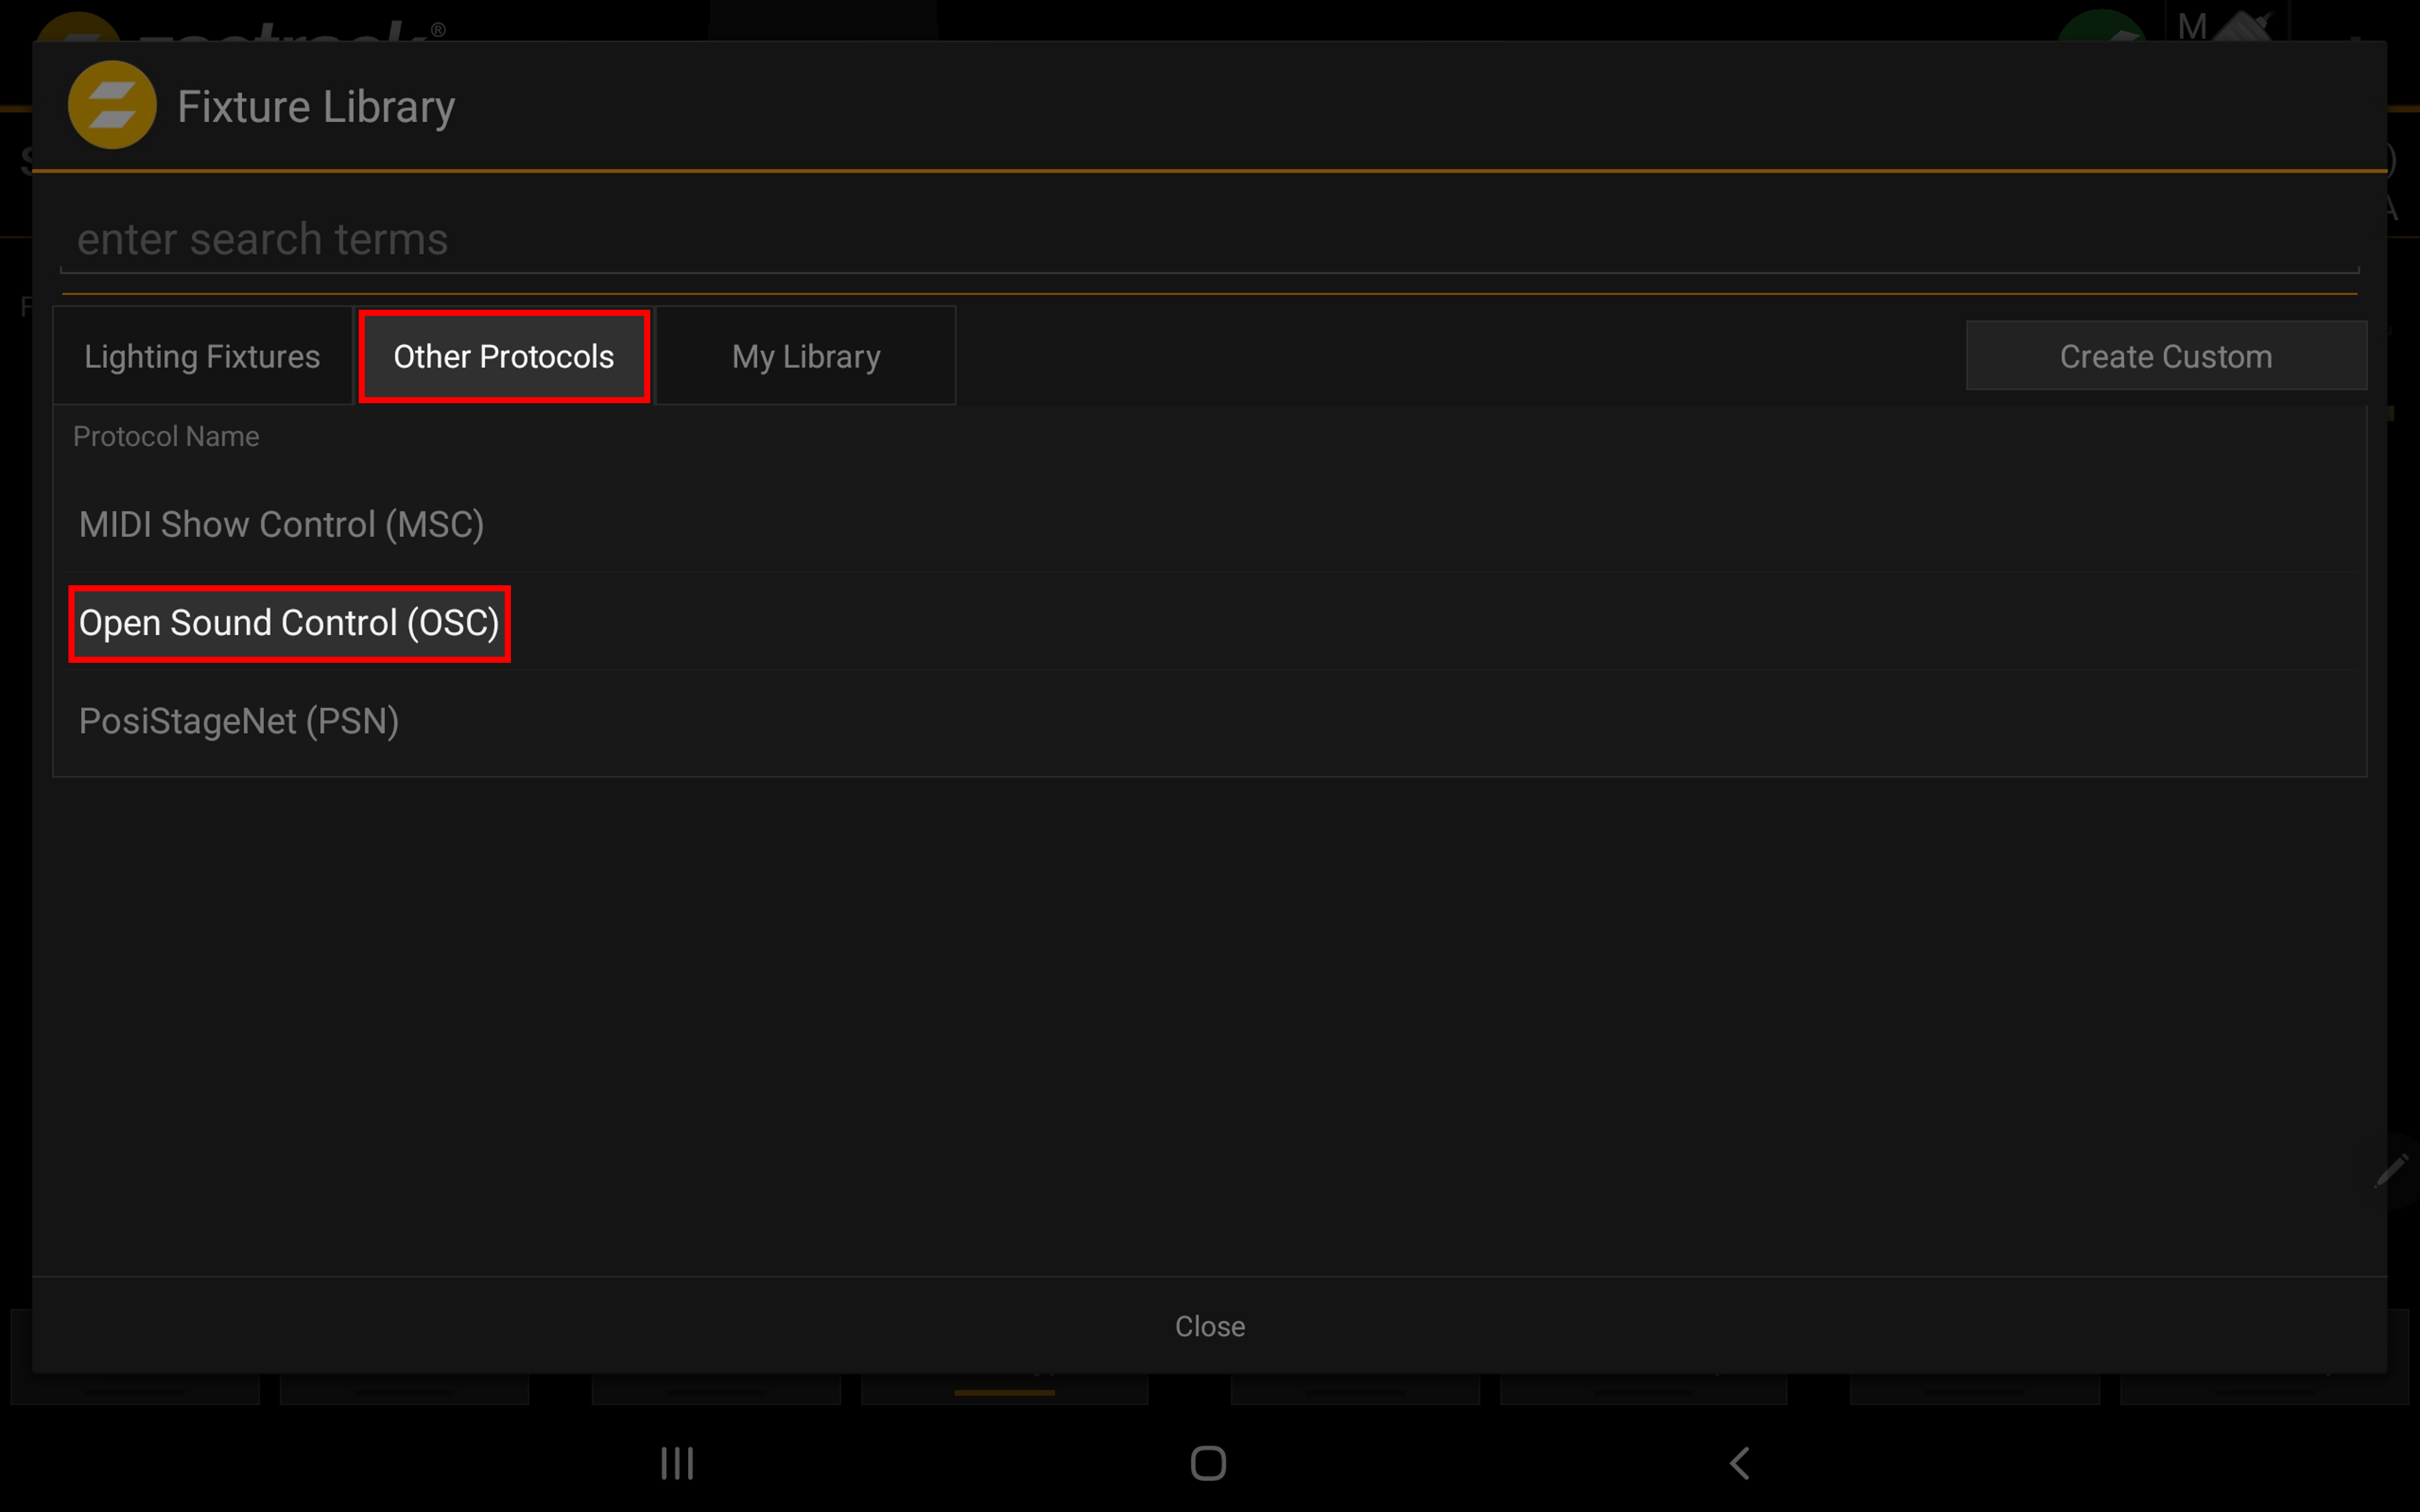 M
Fixture Library
enter search terms
Lighting Fixtures
Other Protocols
My Library
Create Custom
Protocol Name
MIDI Show Control (MSC)
Open Sound Control (OSC)
PosiStageNet (PSN)
Close